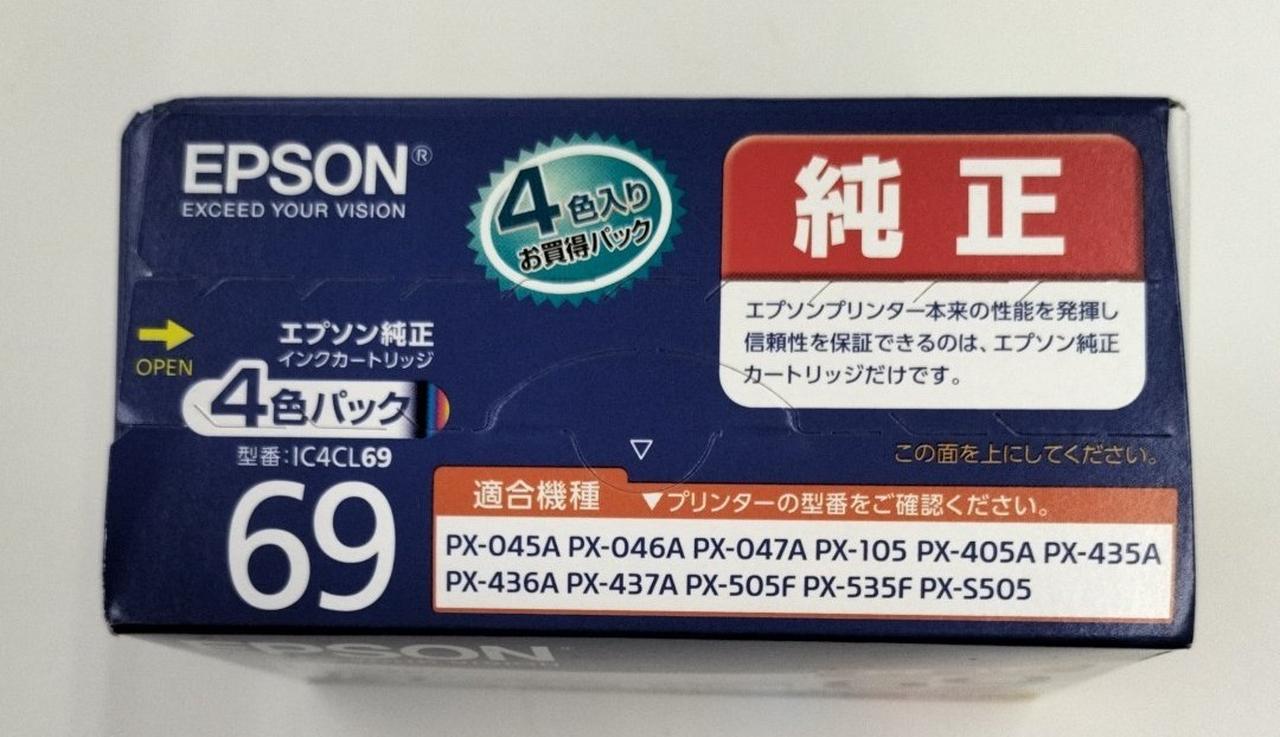 EPSON®
EXCEED YOUR VISION
4色入り
お買得パック
純正
エプソンプリンター本来の性能を発揮し
信頼性を保証できるのは、エプソン純正
カートリッジだけです。
OPEN
エプソン純正
インクカートリッジ
4色パック
型番:IC4CL69
69
この面を上にしてください。
適合機種 ▼プリンターの型番をご確認ください。
PX-045A PX-046A PX-047A PX-105 PX-405A PX-435A
PX-436A PX-437A PX-505F PX-535F PX-S505
EPSON